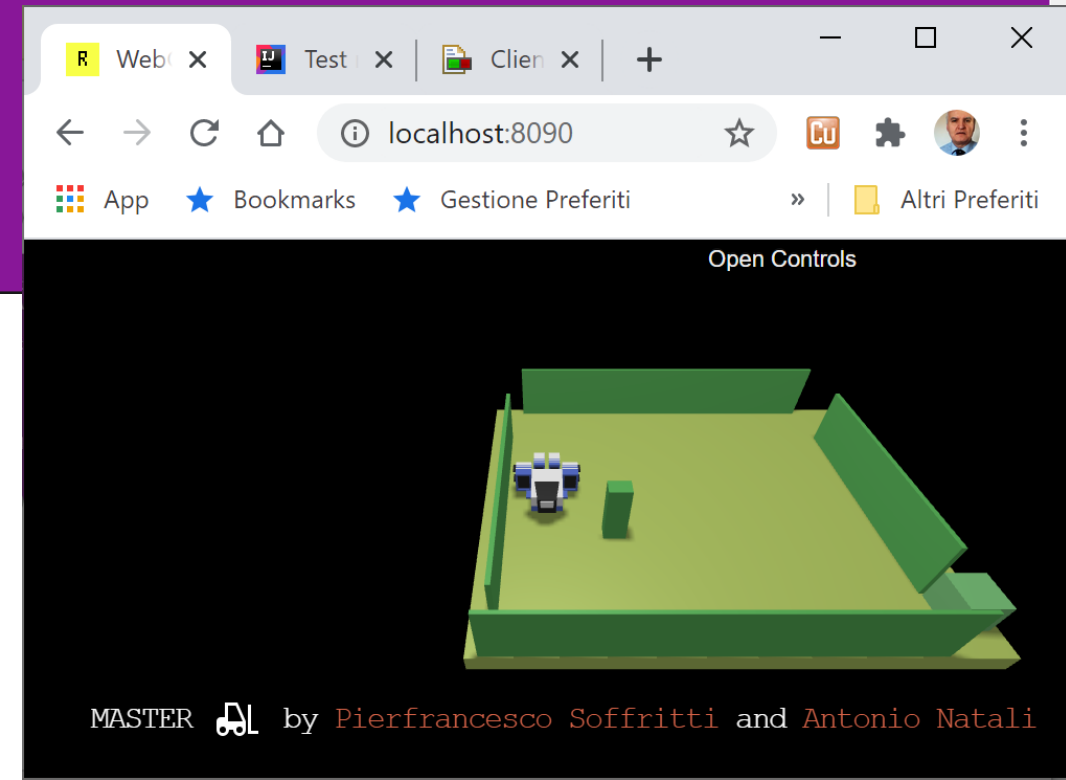 R Web Test Clien
localhost:8090
Cu
App Bookmarks Gestione Preferiti » Altri Preferiti
Open Controls
MASTER by Pierfrancesco Soffritti and Antonio Natali